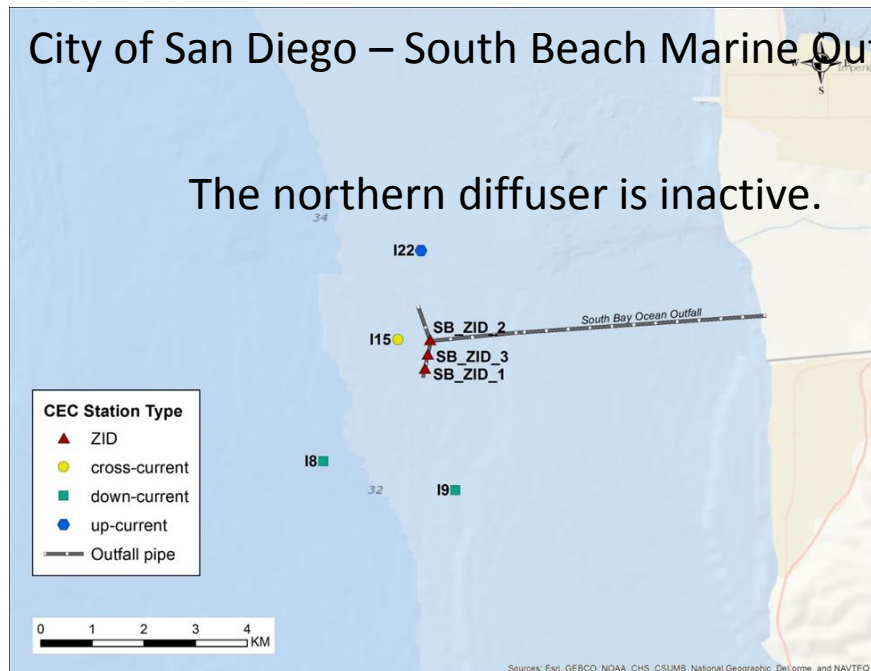 City of San Diego – South Beach Marine Out
W
E
S
Imperia
The northern diffuser is inactive.
34
I22
South Bay Ocean Outfall
SB_ZID_2
I15
SB_ZID_3
SB_ZID_1
CEC Station Type
ZID
cross-current
down-current
up-current
Outfall pipe
I8
32
I9
0 1 2 3 4
KM
Sources: Esri, GEBCO, NOAA, CHS, CSUMB, National Geographic, DeLorme, and NAVTEQ